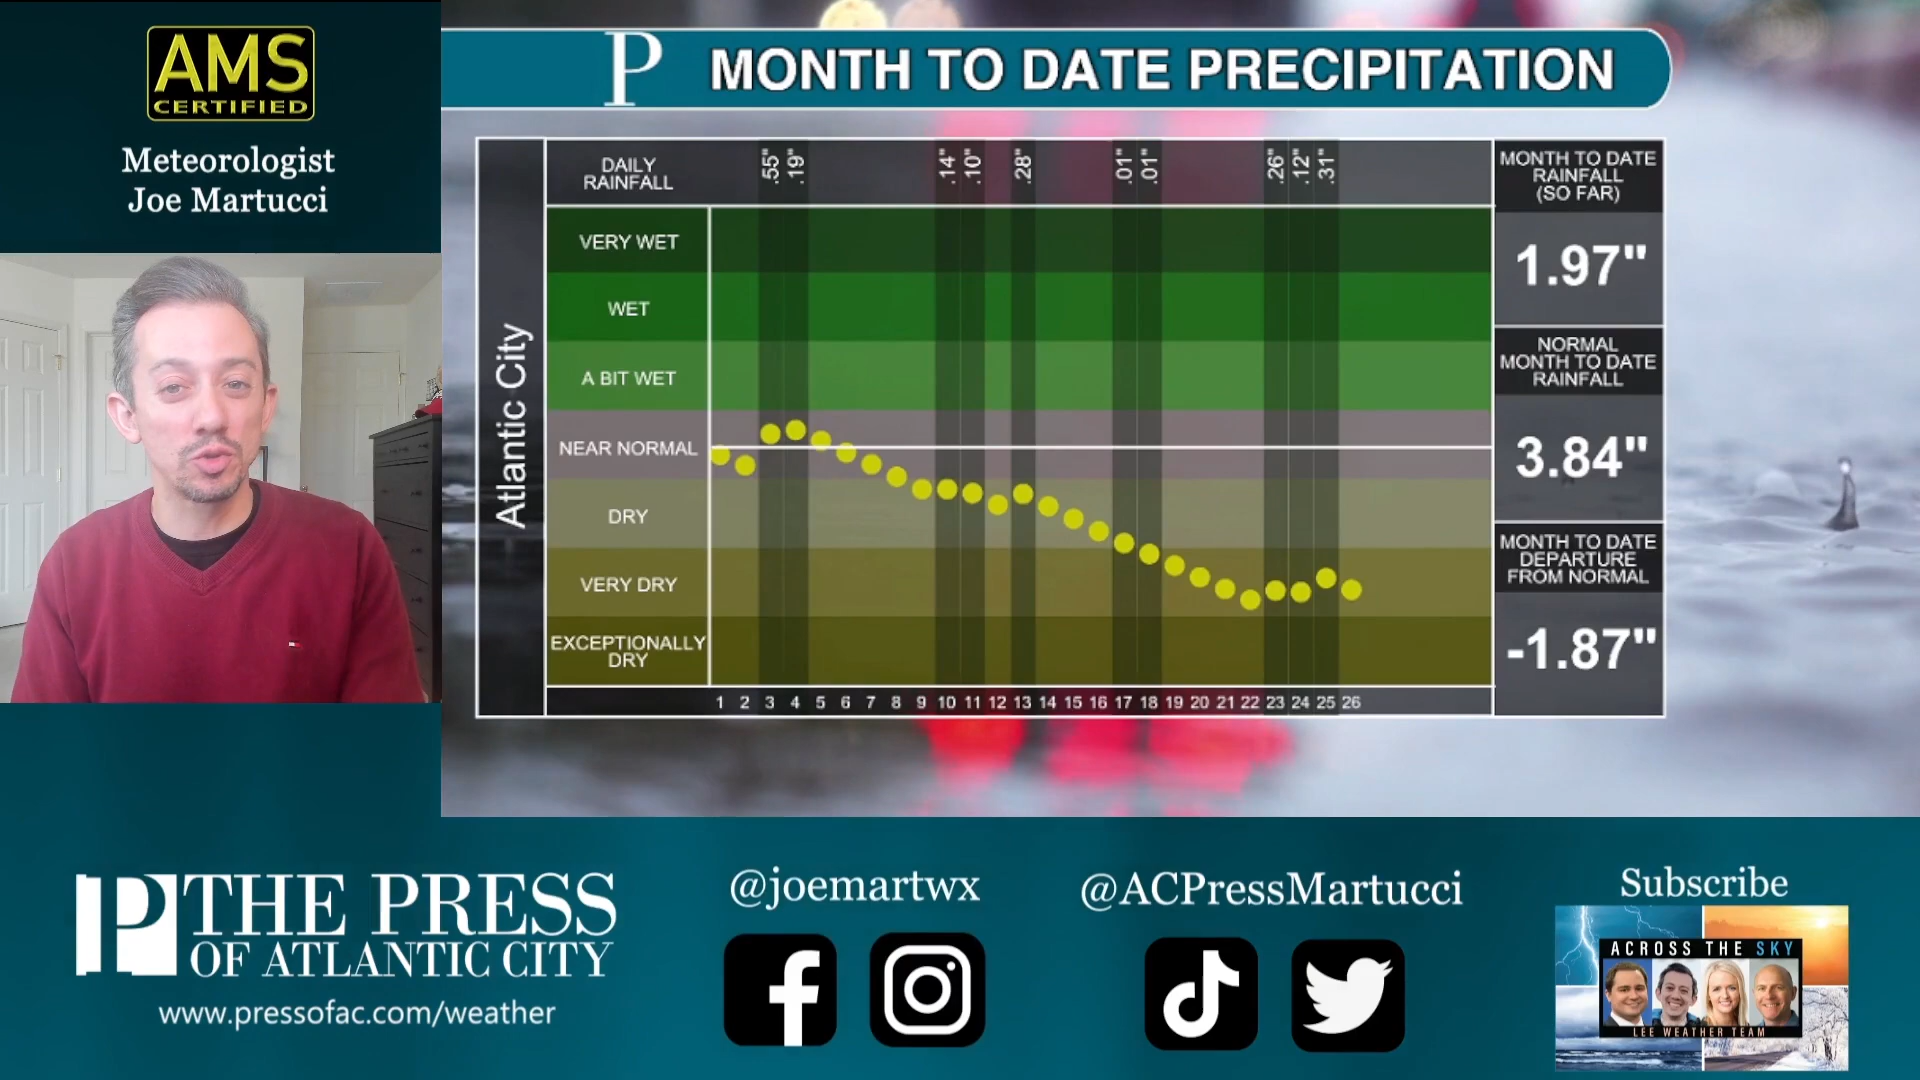 AMS
CERTIFIED
Meteorologist
Joe Martucci
P MONTH TO DATE PRECIPITATION
Atlantic City
DAILY
RAINFALL
.55" .19" .14" .10" .28" .01" .01" .26" .12" .31"
VERY WET
WET
A BIT WET
NEAR NORMAL
DRY
VERY DRY
EXCEPTIONALLY
DRY
1 2 3 4 5 6 7 8 9 10 11 12 13 14 15 16 17 18 19 20 21 22 23 24 25 26
MONTH TO DATE
RAINFALL
(SO FAR)
1.97"
NORMAL
MONTH TO DATE
RAINFALL
3.84"
MONTH TO DATE
DEPARTURE
FROM NORMAL
-1.87"
P THE PRESS
OF ATLANTIC CITY
www.pressofac.com/weather
@joemartwx
@ACPressMartucci
Subscribe
ACROSS THE SKY
LEE WEATHER TEAM